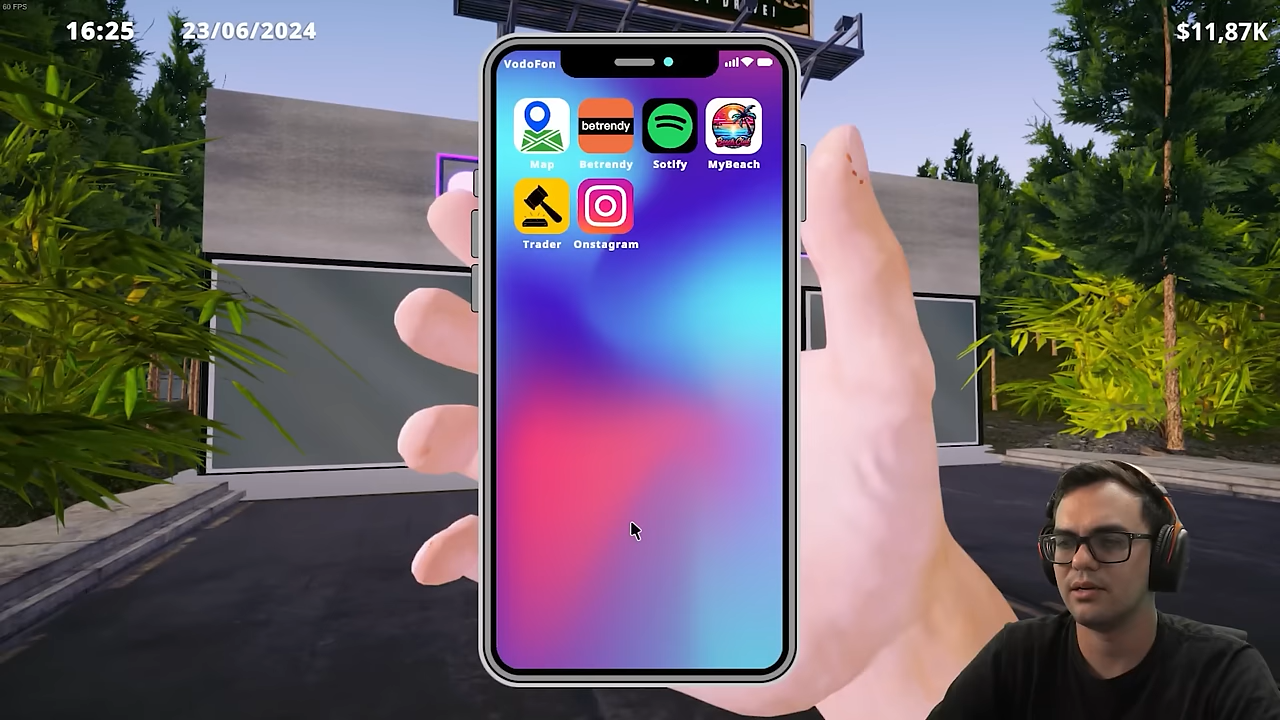 60 FPS
16:25 23/06/2024
$11,87K
VodoFon
betrendy
Map Betrendy Sotify MyBeach
Trader Onstagram